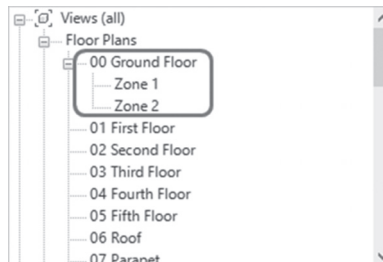 Views (all)
Floor Plans
00 Ground Floor
Zone 1
Zone 2
01 First Floor
02 Second Floor
03 Third Floor
04 Fourth Floor
05 Fifth Floor
06 Roof
07 Parapet